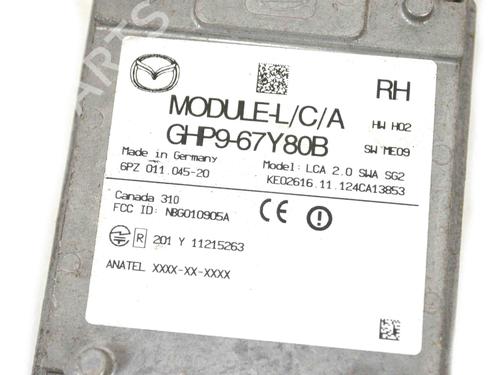 RH
MODULE-L/C/A
HW H02
GHP9-67Y80B
SW ME09
Made in Germany
Model: LCA 2.0 SWA SG2
6PZ 011.045-20
KE02616.11.124CA13853
Canada 310
FCC ID: NBG010905A
CE
R 201 Y 11215263
ANATEL XXXX-XX-XXXX